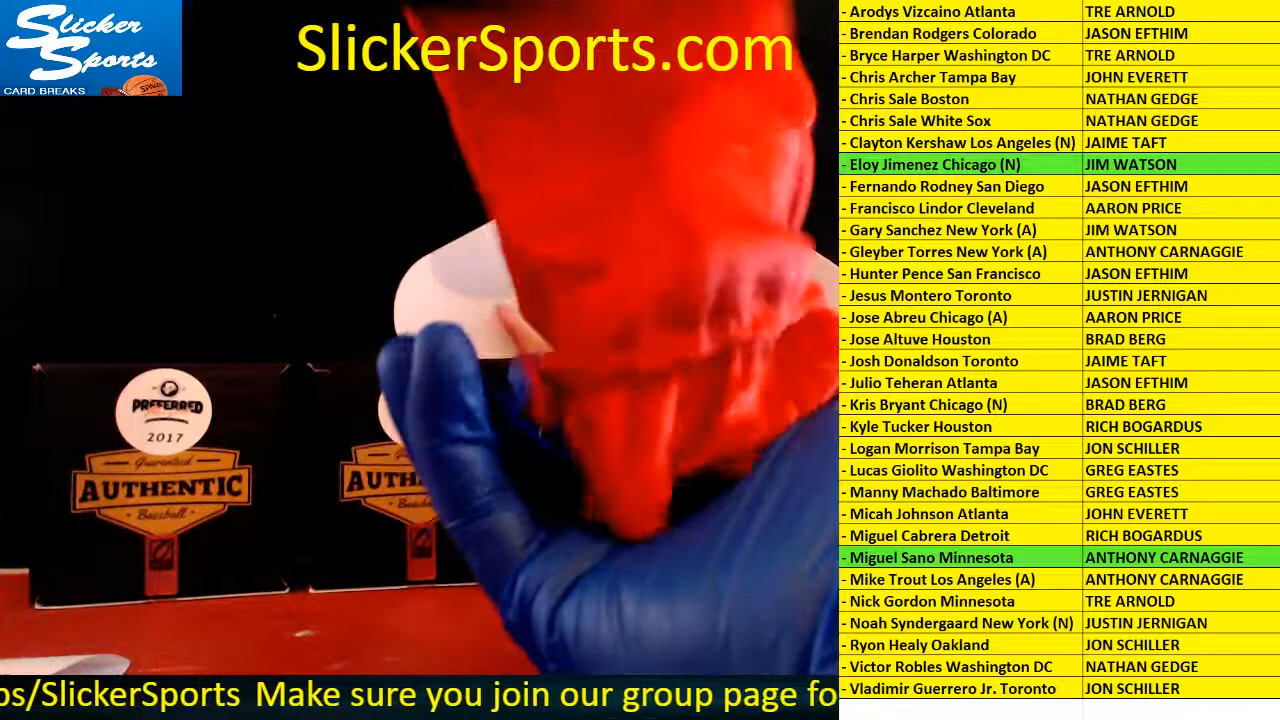 Slicker
Sports
CARD BREAKS
SlickerSports.com
PREFERRED
2017
Guaranteed
AUTHENTIC
Baseball
AUTH
Baseball
ps/SlickerSports Make sure you join our group page fo
- Arodys Vizcaino Atlanta TRE ARNOLD
- Brendan Rodgers Colorado JASON EFTHIM
- Bryce Harper Washington DC TRE ARNOLD
- Chris Archer Tampa Bay JOHN EVERETT
- Chris Sale Boston NATHAN GEDGE
- Chris Sale White Sox NATHAN GEDGE
- Clayton Kershaw Los Angeles (N) JAIME TAFT
- Eloy Jimenez Chicago (N) JIM WATSON
- Fernando Rodney San Diego JASON EFTHIM
- Francisco Lindor Cleveland AARON PRICE
- Gary Sanchez New York (A) JIM WATSON
- Gleyber Torres New York (A) ANTHONY CARNAGGIE
- Hunter Pence San Francisco JASON EFTHIM
- Jesus Montero Toronto JUSTIN JERNIGAN
- Jose Abreu Chicago (A) AARON PRICE
- Jose Altuve Houston BRAD BERG
- Josh Donaldson Toronto JAIME TAFT
- Julio Teheran Atlanta JASON EFTHIM
- Kris Bryant Chicago (N) BRAD BERG
- Kyle Tucker Houston RICH BOGARDUS
- Logan Morrison Tampa Bay JON SCHILLER
- Lucas Giolito Washington DC GREG EASTES
- Manny Machado Baltimore GREG EASTES
- Micah Johnson Atlanta JOHN EVERETT
- Miguel Cabrera Detroit RICH BOGARDUS
- Miguel Sano Minnesota ANTHONY CARNAGGIE
- Mike Trout Los Angeles (A) ANTHONY CARNAGGIE
- Nick Gordon Minnesota TRE ARNOLD
- Noah Syndergaard New York (N) JUSTIN JERNIGAN
- Ryon Healy Oakland JON SCHILLER
- Victor Robles Washington DC NATHAN GEDGE
- Vladimir Guerrero Jr. Toronto JON SCHILLER